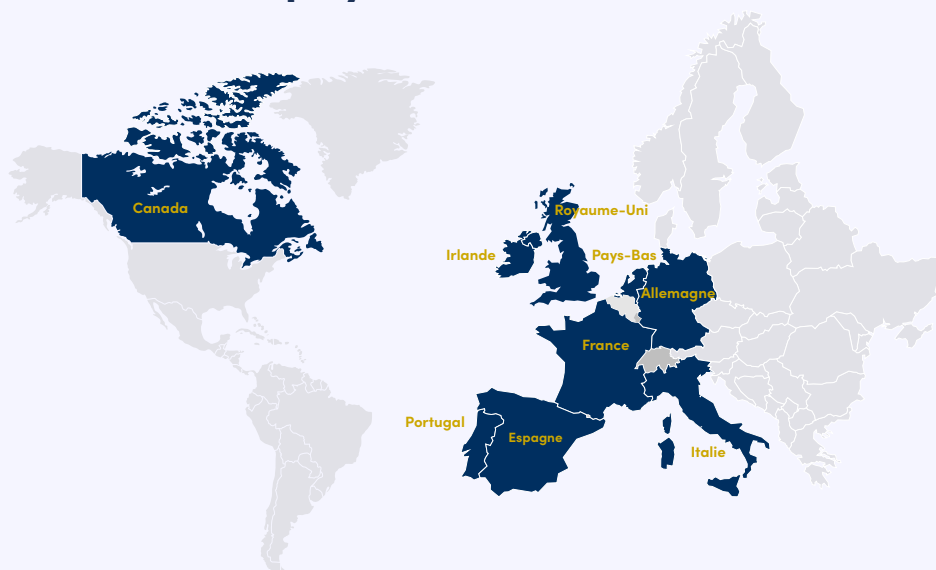 Canada
Royaume-Uni
Irlande
Pays-Bas
Allemagne
France
Portugal
Espagne
Italie